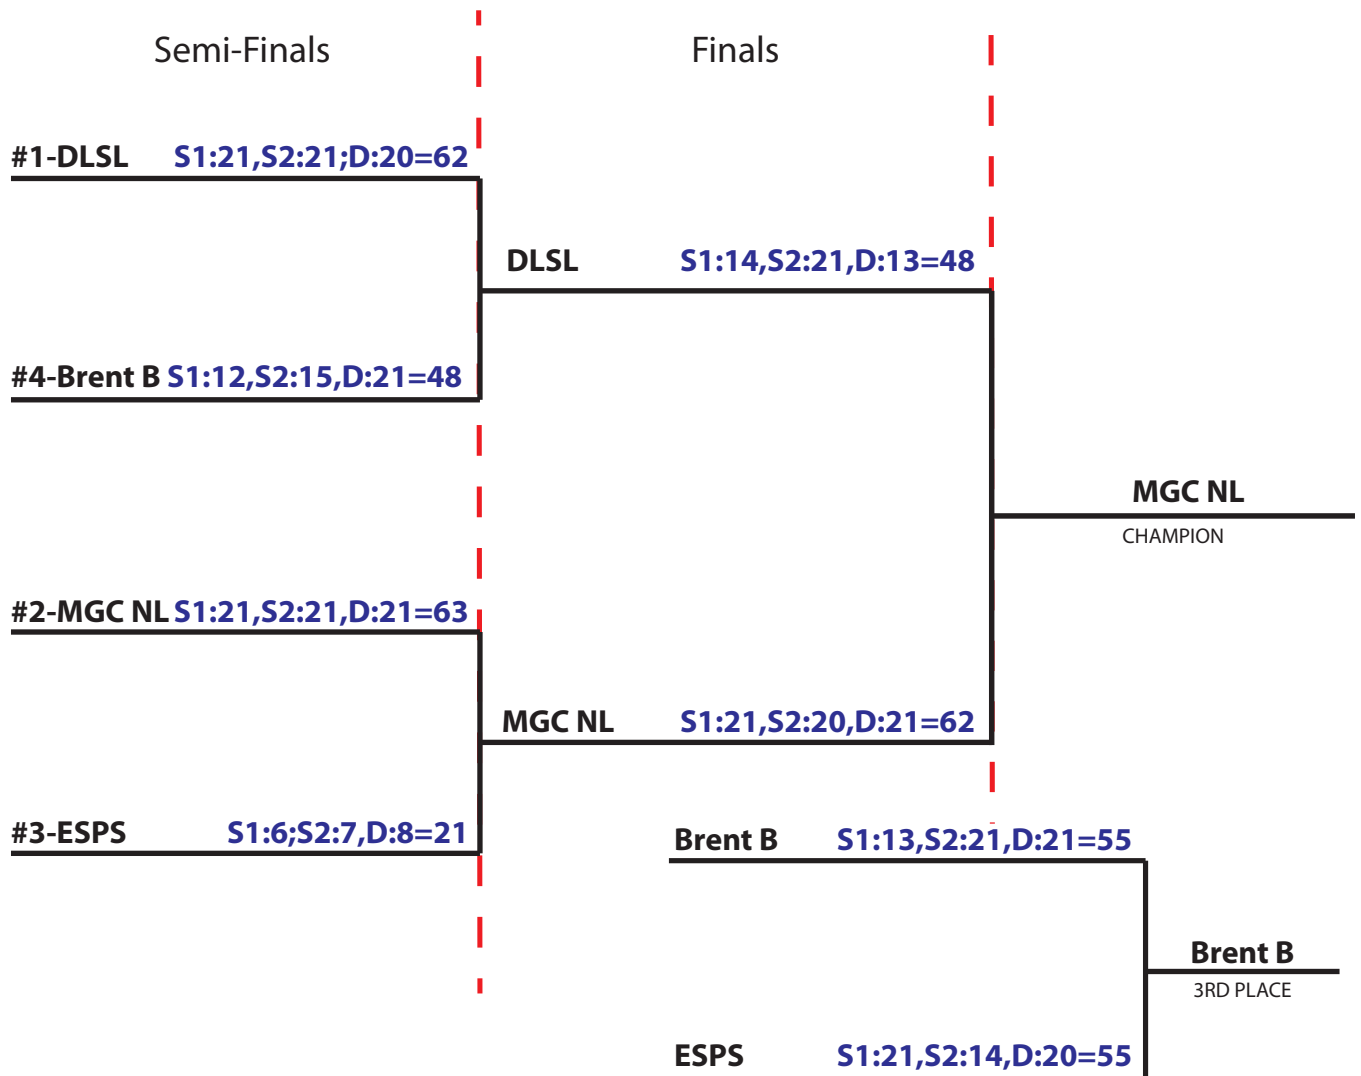 Semi-Finals
Finals
#1-DLSL S1:21,S2:21;D:20=62
DLSL S1:14,S2:21,D:13=48
#4-Brent B S1:12,S2:15,D:21=48
MGC NL
CHAMPION
#2-MGC NL S1:21,S2:21,D:21=63
MGC NL S1:21,S2:20,D:21=62
#3-ESPS S1:6;S2:7,D:8=21
Brent B S1:13,S2:21,D:21=55
Brent B
3RD PLACE
ESPS S1:21,S2:14,D:20=55